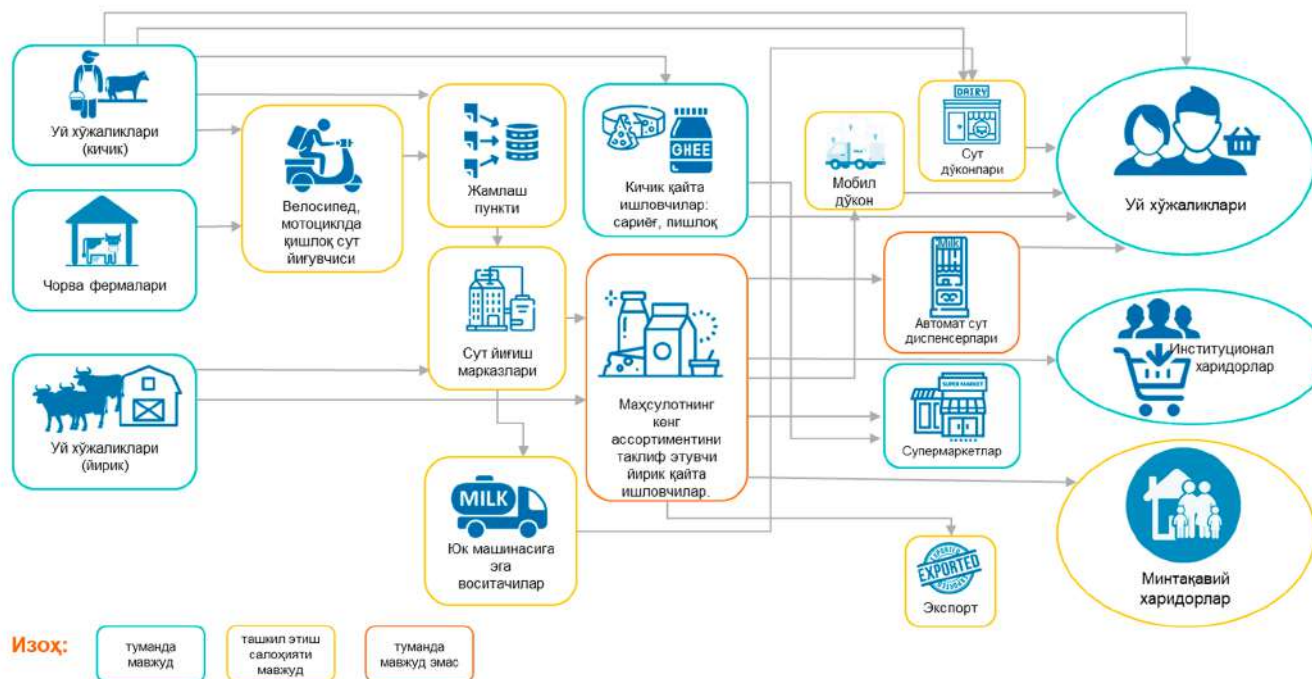 Уй хўжаликлари
(кичик)
Чорва фермалари
Уй хўжаликлари
(йирик)
Велосипед,
мотоциклда
қишлоқ сут
йиғувчиси
Жамлаш
пункти
Сут йиғиш
марказлари
MILK
Юк машинасига
эга
воситачилар
GHEE
Кичик қайта
ишловчилар:
сариёғ, пишлоқ
Маҳсулотнинг
кенг
ассортиментини
таклиф этувчи
йирик қайта
ишловчилар.
Мобил
дўкон
DAIRY
Сут
дўконлари
Milk
Автомат сут
диспенсерлари
SUPER MARKET
Супермаркетлар
EXPORTED
Экспорт
Уй хўжаликлари
Институционал
харидорлар
Минтақавий
харидорлар
Изоҳ:
туманда
мавжуд
ташкил этиш
салоҳияти
мавжуд
туманда
мавжуд эмас